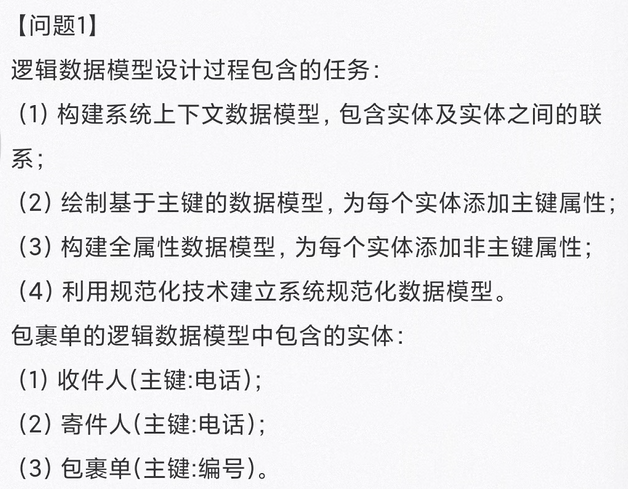 【问题1】
逻辑数据模型设计过程包含的任务：
（1）构建系统上下文数据模型，包含实体及实体之间的联
系；
（2）绘制基于主键的数据模型，为每个实体添加主键属性；
（3）构建全属性数据模型，为每个实体添加非主键属性；
（4）利用规范化技术建立系统规范化数据模型。
包裹单的逻辑数据模型中包含的实体：
（1）收件人（主键:电话）；
（2）寄件人（主键:电话）；
（3）包裹单（主键:编号）。